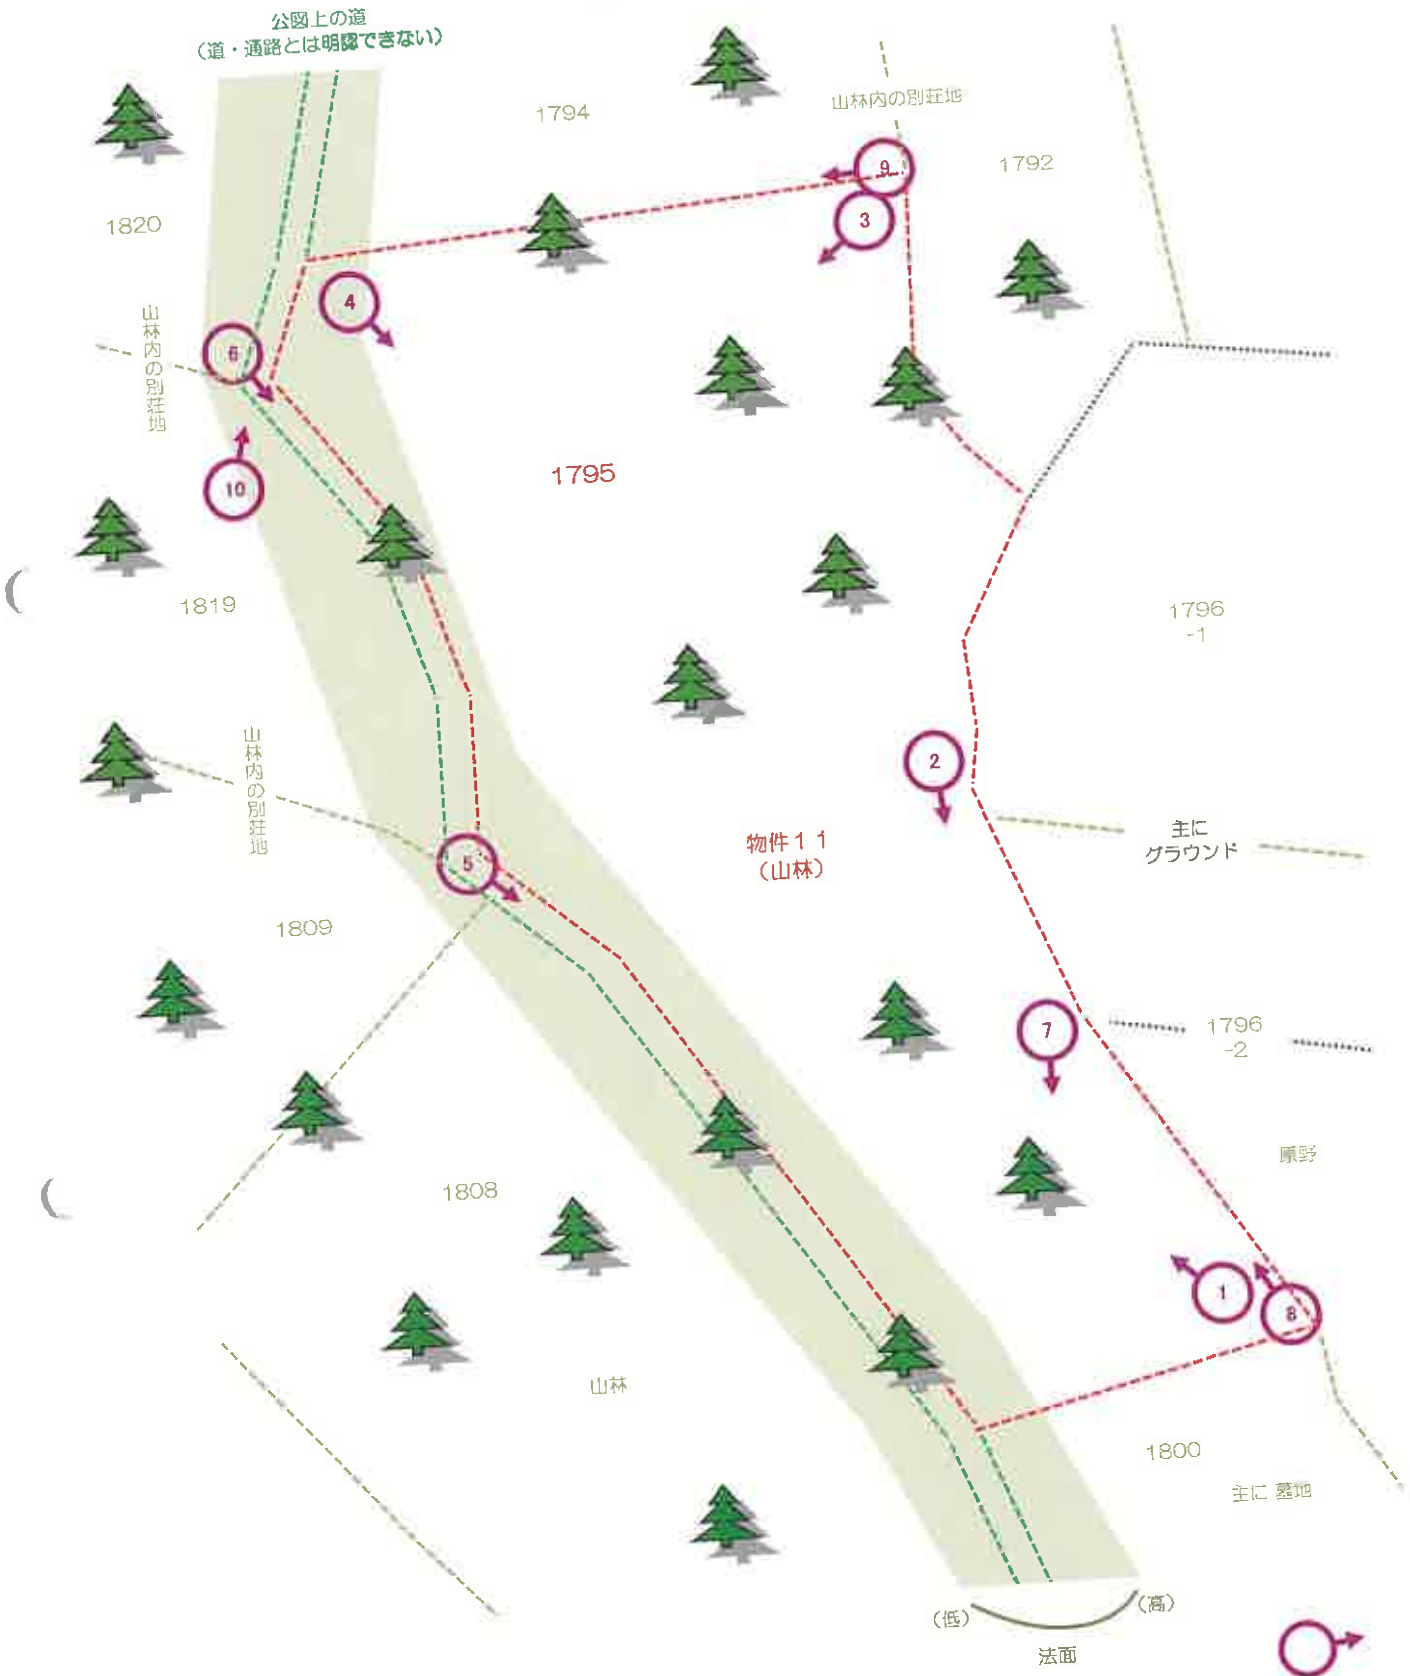 公図上の道
（道・通路とは明認できない）
1794
山林内の別荘地
1792
9
3
1820
4
山林内の別荘地
6
10
1795
1819
1796
-1
山林内の別荘地
2
物件１１
（山林）
主に
グラウンド
5
1809
7
1796
-2
原野
1808
1
8
山林
1800
主に 墓地
（低）
（高）
法面